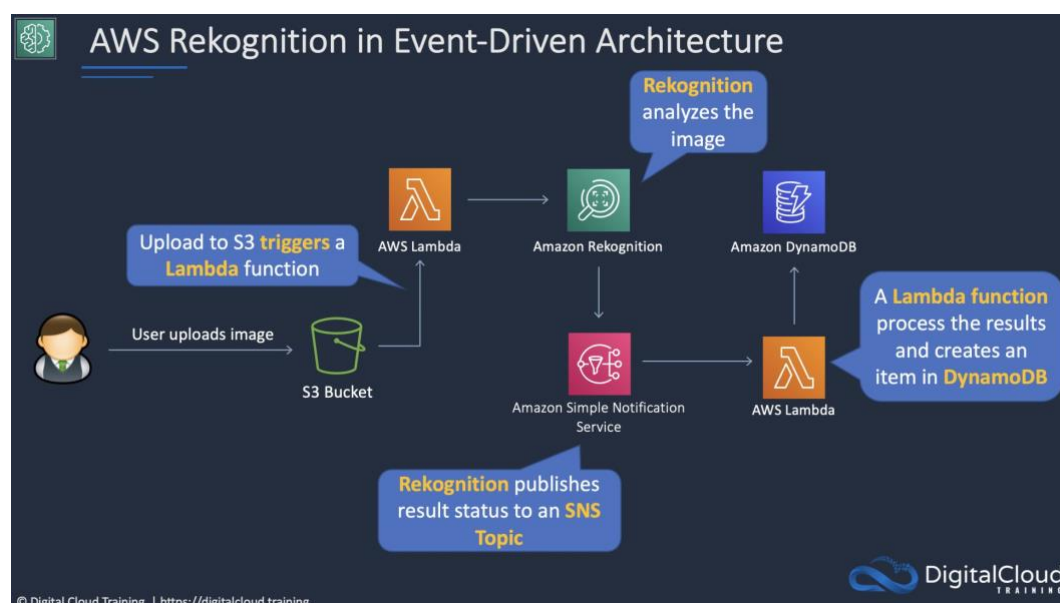 AWS Rekognition in Event-Driven Architecture
Rekognition
analyzes the
image
AWS Lambda
Amazon Rekognition
Amazon DynamoDB
Upload to S3 triggers a
Lambda function
User uploads image
S3 Bucket
A Lambda function
process the results
and creates an
item in DynamoDB
Amazon Simple Notification
Service
AWS Lambda
Rekognition publishes
result status to an SNS
Topic
DigitalCloud
TRAINING
© Digital Cloud Training | https://digitalcloud.training